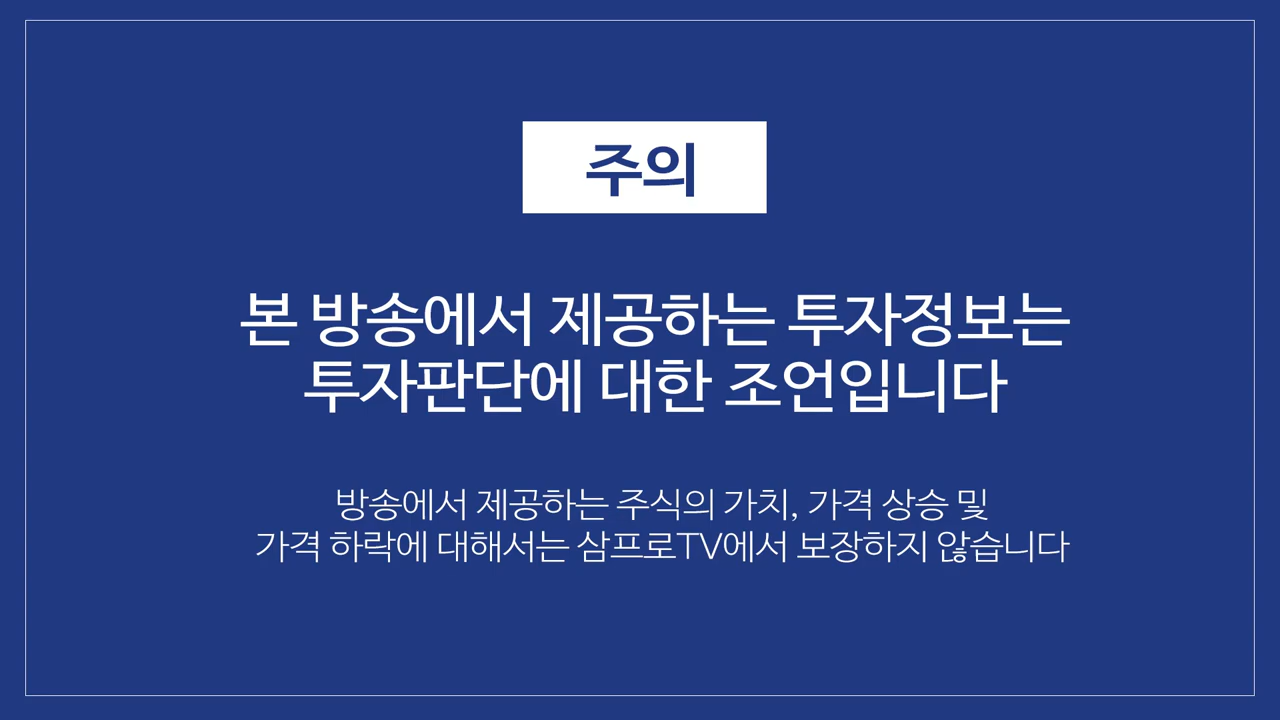 주의
본 방송에서 제공하는 투자정보는
투자판단에 대한 조언입니다
방송에서 제공하는 주식의 가치, 가격 상승 및
가격 하락에 대해서는 삼프로TV에서 보장하지 않습니다